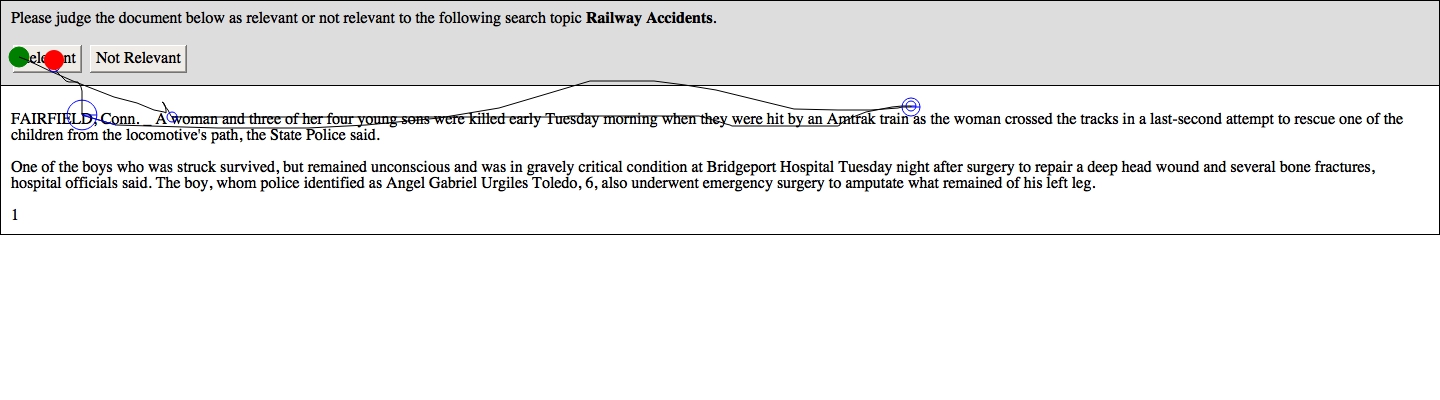 Please judge the document below as relevant or not relevant to the following search topic Railway Accidents.
Not Relevant
FAIRFIELD, Conn. _ A woman and three of her four young sons were killed early Tuesday morning when they were hit by an Amtrak train as the woman crossed the tracks in a last-second attempt to rescue one of the
children from the locomotive's path, the State Police said.
One of the boys who was struck survived, but remained unconscious and was in gravely critical condition at Bridgeport Hospital Tuesday night after surgery to repair a deep head wound and several bone fractures,
hospital officials said. The boy, whom police identified as Angel Gabriel Urgiles Toledo, 6, also underwent emergency surgery to amputate what remained of his left leg.
1